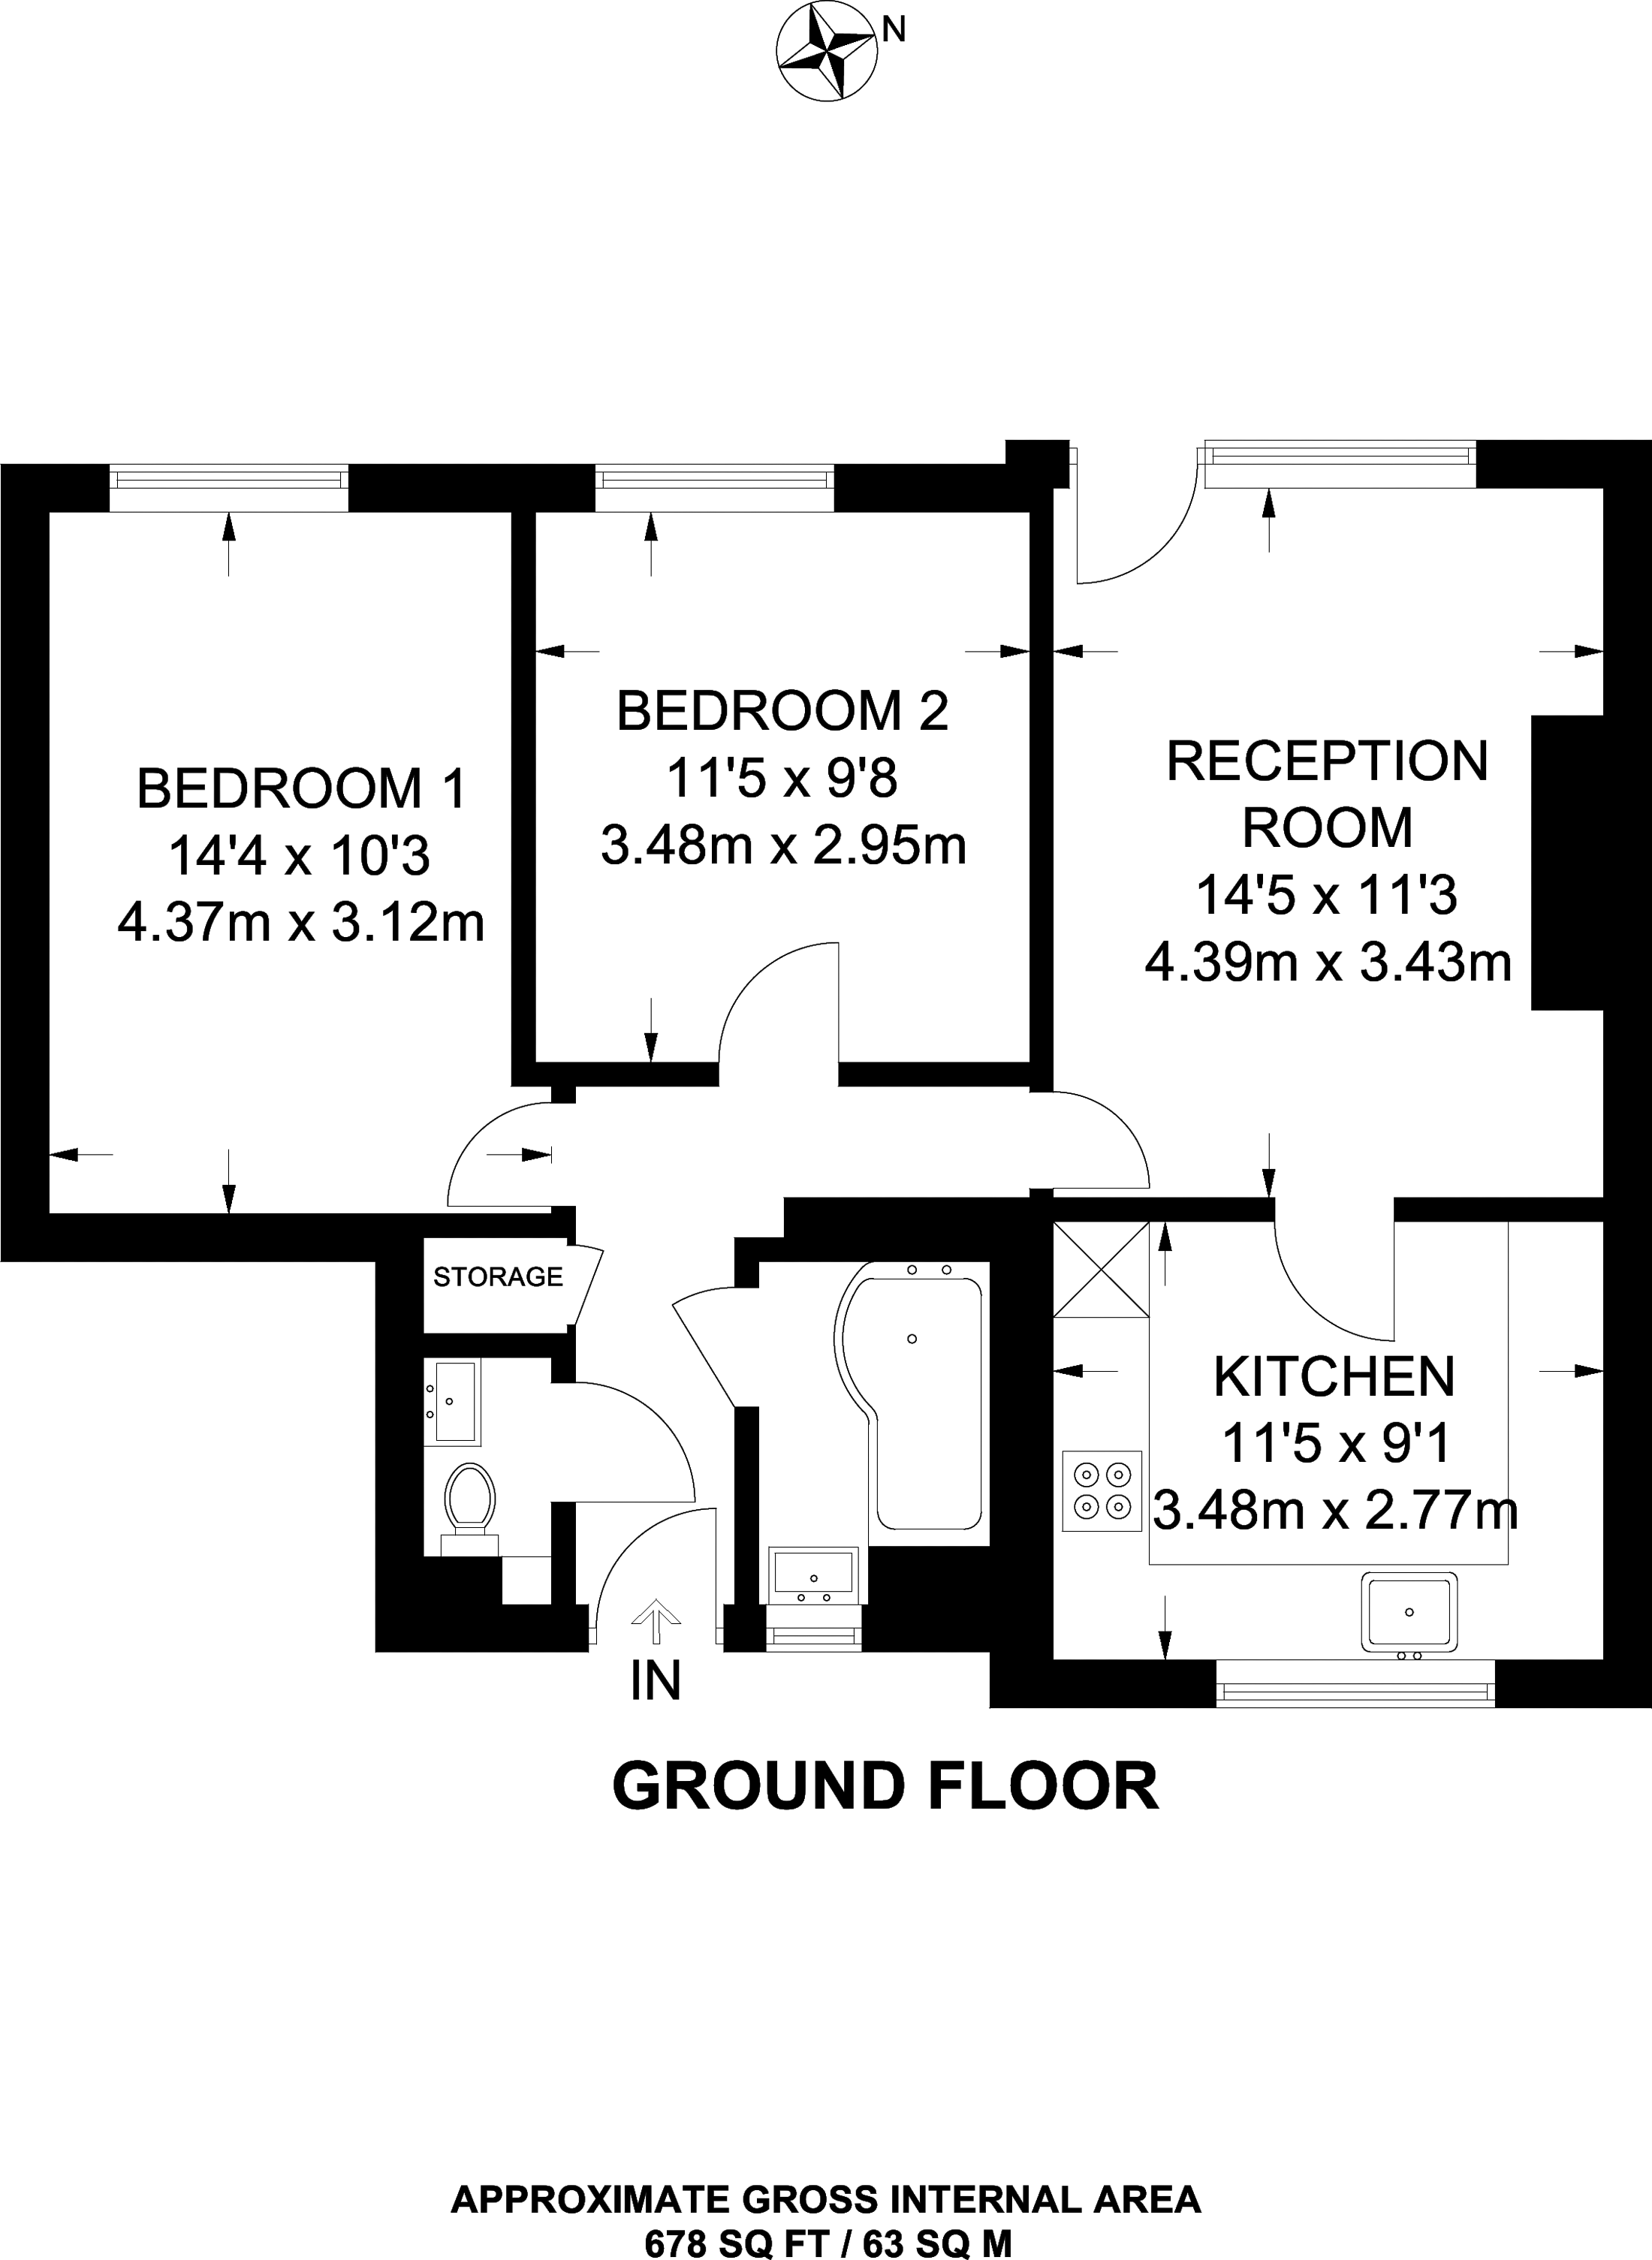 N
BEDROOM 1
14'4 x 10'3
4.37m x 3.12m
BEDROOM 2
11'5 x 9'8
3.48m x 2.95m
RECEPTION
ROOM
14'5 x 11'3
4.39m x 3.43m
STORAGE
KITCHEN
11'5 x 9'1
3.48m x 2.77m
IN
GROUND FLOOR
APPROXIMATE GROSS INTERNAL AREA
678 SQ FT / 63 SQ M